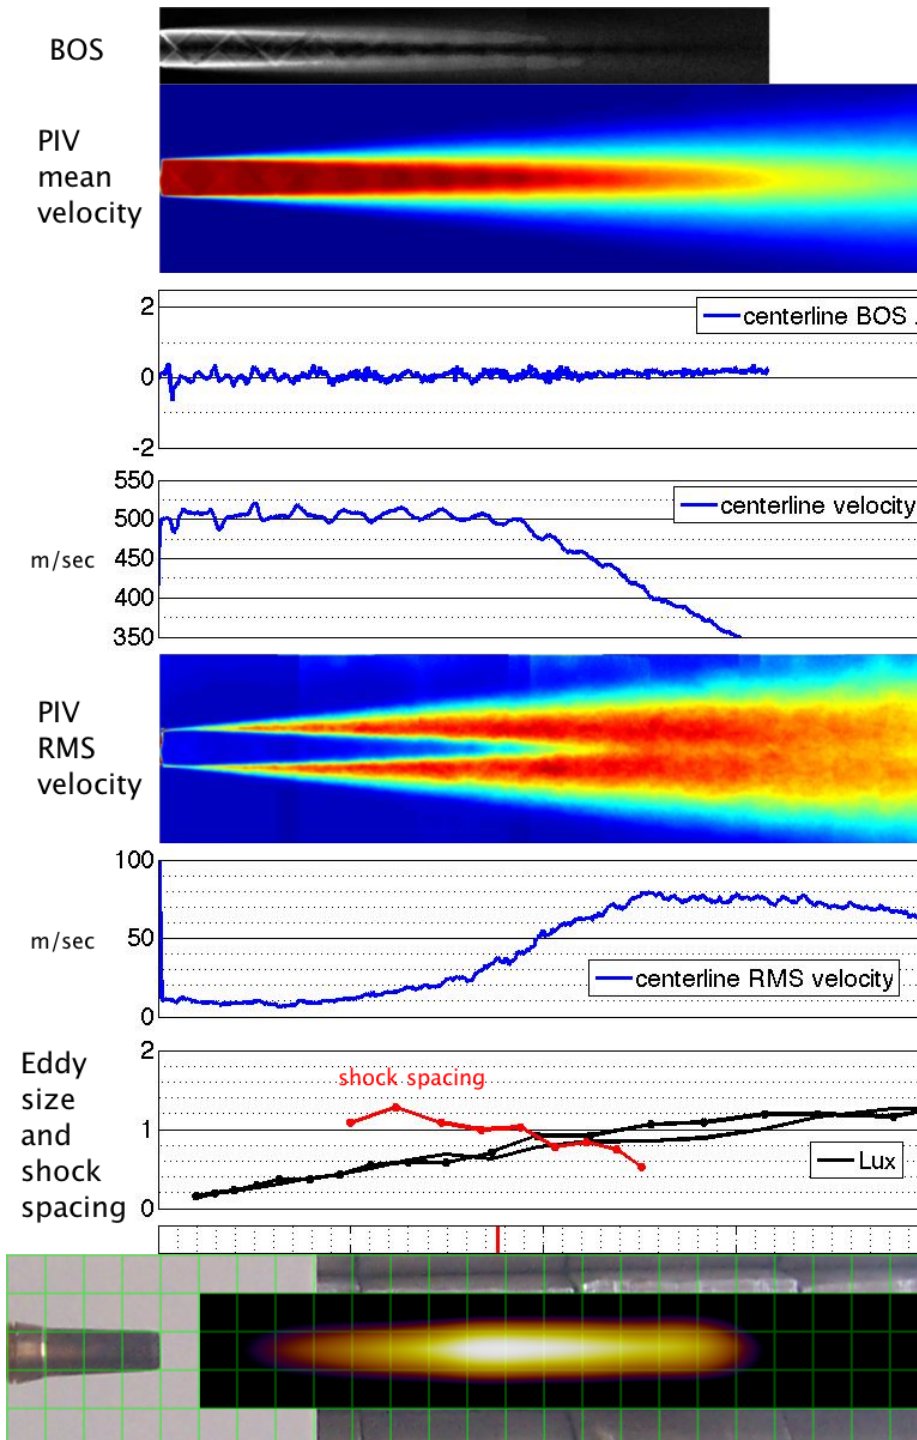 BOS
PIV
mean
velocity
2
0
-2
centerline BOS .
550
500
450
400
350
m/sec
centerline velocity
PIV
RMS
velocity
100
50
0
m/sec
centerline RMS velocity
Eddy
size
and
shock
spacing
2
1
0
shock spacing
Lux